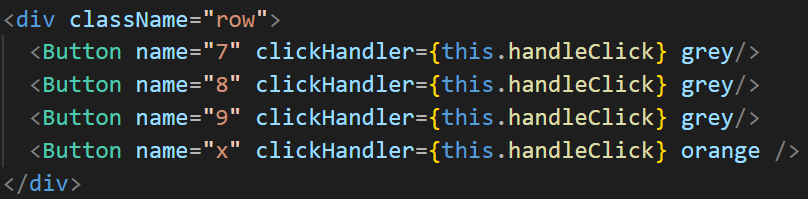 <div className="row">
  <Button name="7" clickHandler={this.handleClick} grey/>
  <Button name="8" clickHandler={this.handleClick} grey/>
  <Button name="9" clickHandler={this.handleClick} grey/>
  <Button name="x" clickHandler={this.handleClick} orange />
</div>